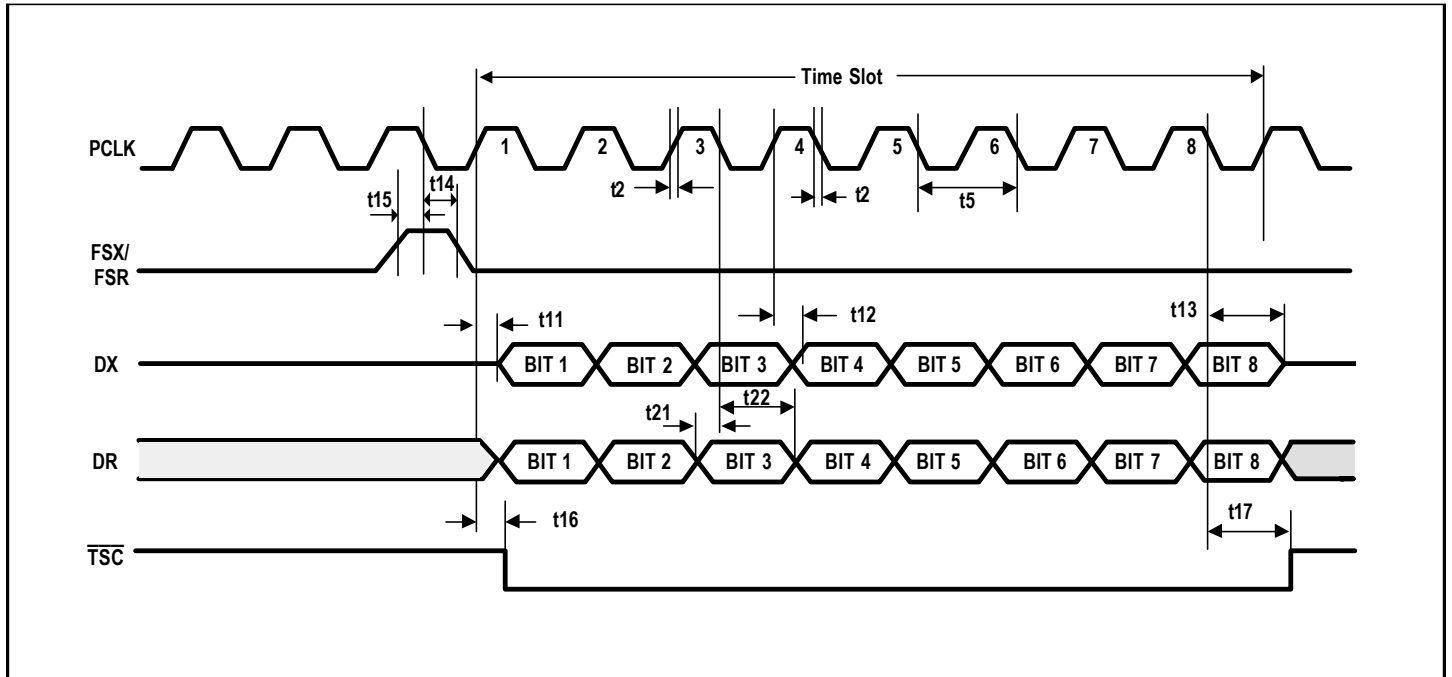 Time Slot
PCLK
1 2 3 4 5 6 7 8
t2 t2 t5
t15 t14
FSX/
FSR
t11 t12 t13
DX
BIT 1 BIT 2 BIT 3 BIT 4 BIT 5 BIT 6 BIT 7 BIT 8
t21 t22
DR
BIT 1 BIT 2 BIT 3 BIT 4 BIT 5 BIT 6 BIT 7 BIT 8
t16 t17
TSC